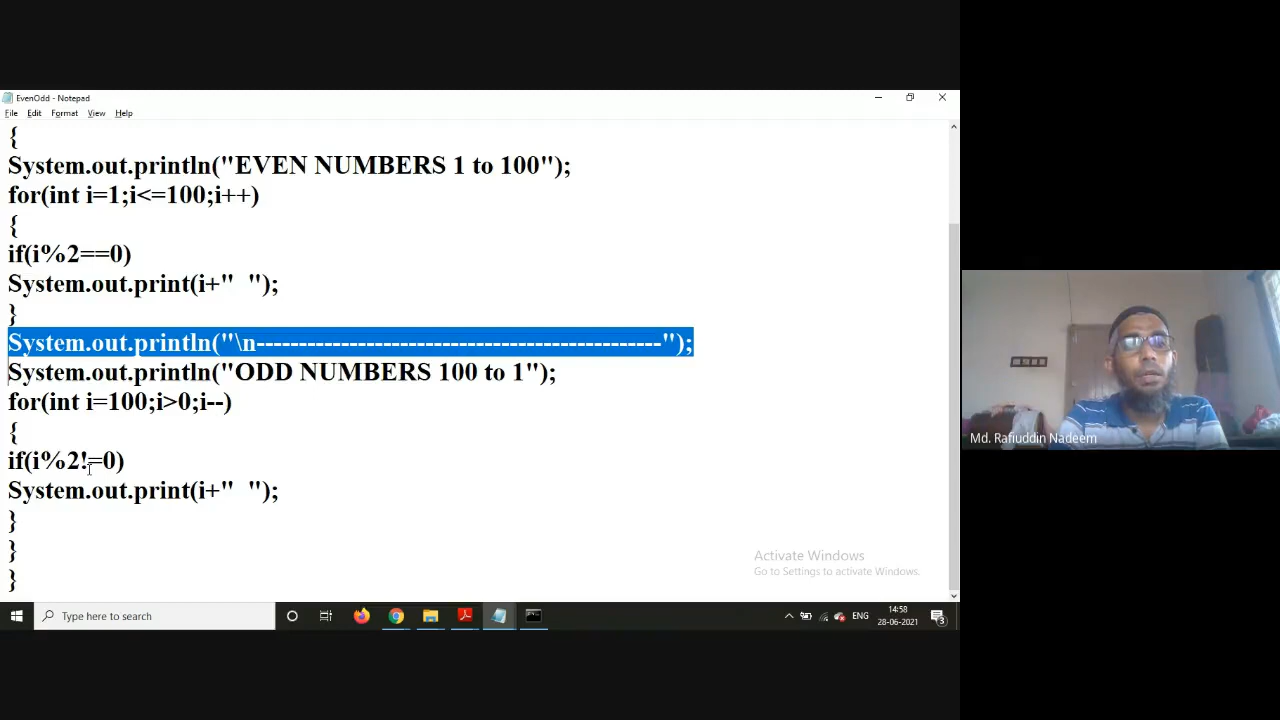 EvenOdd - Notepad
File Edit Format View Help
{
System.out.println("EVEN NUMBERS 1 to 100");
for(int i=1;i<=100;i++)
{
if(i%2==0)
System.out.print(i+"  ");
}
System.out.println("\n------------------------------------------------");
System.out.println("ODD NUMBERS 100 to 1");
for(int i=100;i>0;i--)
{
if(i%2!=0)
System.out.print(i+"  ");
}
}
}
Md. Rafiuddin Nadeem
Activate Windows
Go to Settings to activate Windows.
Type here to search
ENG
14:58
28-06-2021
3